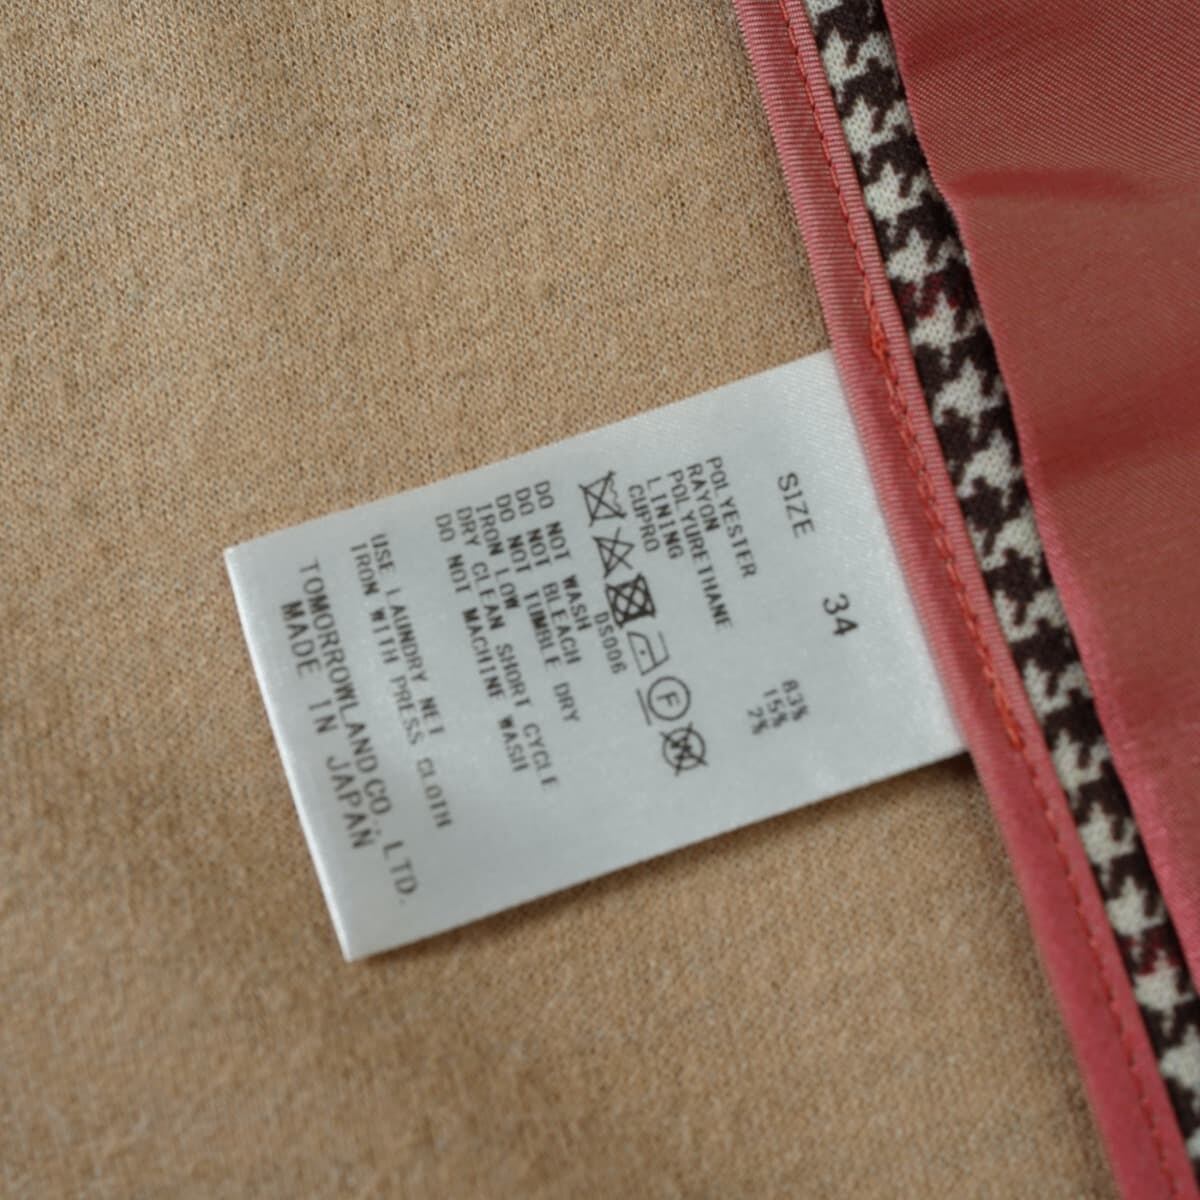 SIZE 34
POLYESTER 83%
RAYON 15%
POLYURETHANE 2%
LINING
CUPRO
0S006
DO NOT WASH
DO NOT BLEACH
DO NOT TUMBLE DRY
IRON LOW
DRY CLEAN SHORT CYCLE
DO NOT MACHINE WASH
USE LAUNDRY NET
IRON WITH PRESS CLOTH
TOMORROWLAND CO., LTD.
MADE IN JAPAN